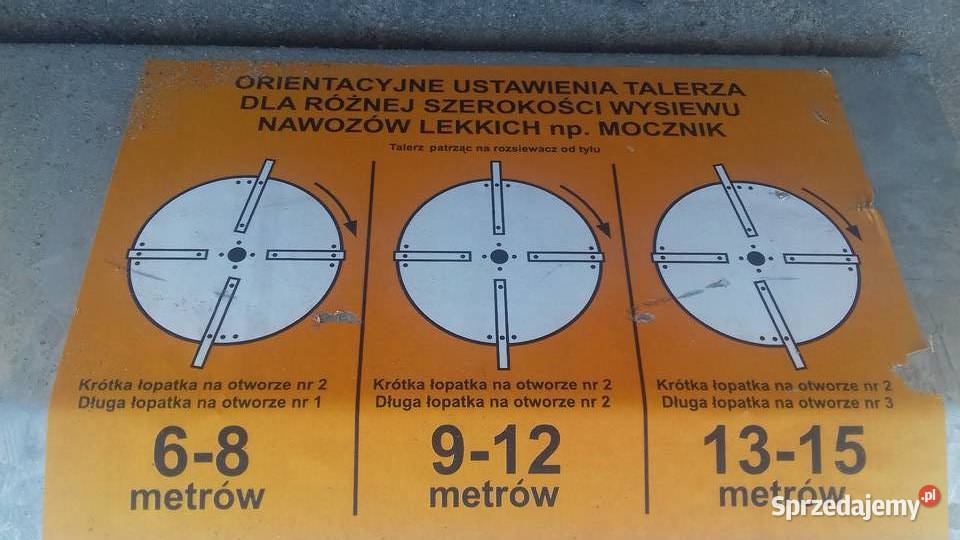 ORIENTACYJNE USTAWIENIA TALERZA
DLA RÓŻNEJ SZEROKOŚCI WYSIEWU
NAWOZÓW LEKKICH np. MOCZNIK
Talerz patrząc na rozsiewacz od tyłu
Krótka łopatka na otworze nr 2
Długa łopatka na otworze nr 1
6-8
metrów
Krótka łopatka na otworze nr 2
Długa łopatka na otworze nr 2
9-12
metrów
Krótka łopatka na otworze nr 2
Długa łopatka na otworze nr 3
13-15
metrów
Sprzedajemy.pl